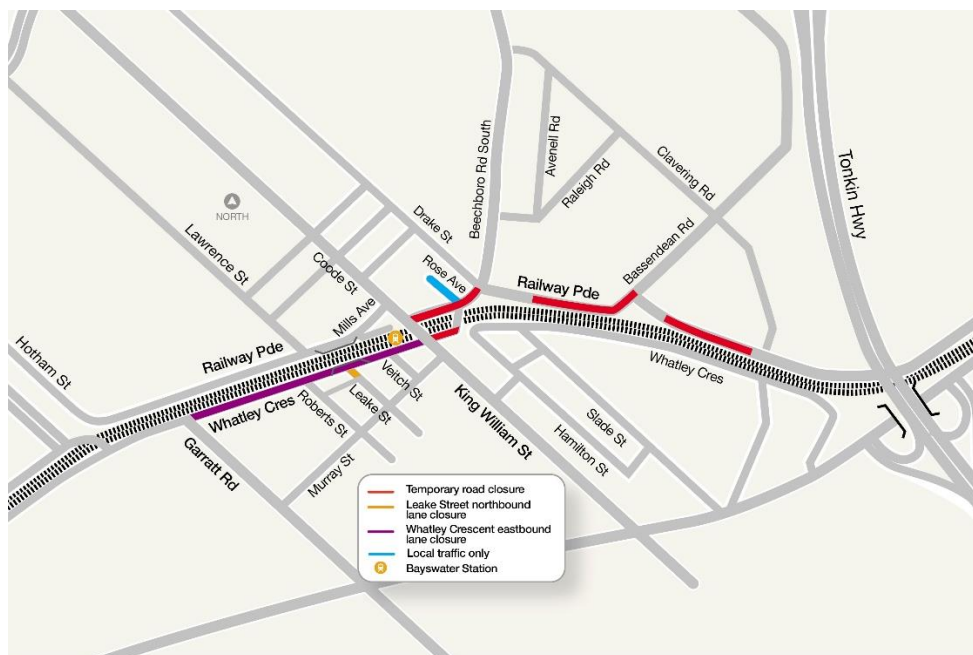 Beechboro Rd South
Avenell Rd
Raleigh Rd
Clavering Rd
Tonkin Hwy
NORTH
Lawrence St
Coode St
Drake St
Rose Ave
Bassendean Rd
Railway Pde
Mills Ave
Hotham St
Railway Pde
Whatley Cres
Veitch St
Whatley Cres
Roberts St
Leake St
King William St
Slade St
Hamilton St
Garratt Rd
Murray St
Temporary road closure
Leake Street northbound
lane closure
Whatley Crescent eastbound
lane closure
Local traffic only
Bayswater Station